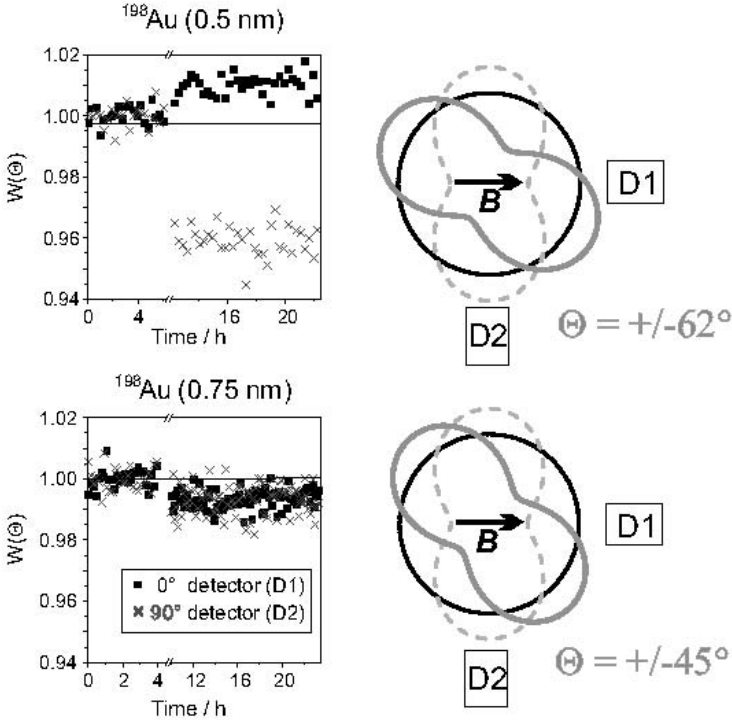 ¹⁹⁸Au (0.5 nm)
1.02
1.00
0.98
0.96
0.94
W(Θ)
0 4 16 20
Time / h
B
D1
D2
Θ = +/-62°
¹⁹⁸Au (0.75 nm)
1.02
1.00
0.98
0.96
0.94
W(Θ)
0° detector (D1)
90° detector (D2)
0 2 4 12 16 20
Time / h
B
D1
D2
Θ = +/-45°